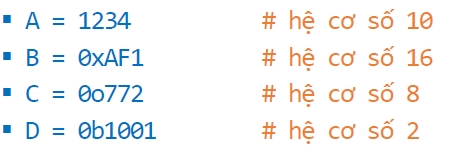 ▪ A = 1234 # hệ cơ số 10
▪ B = 0xAF1 # hệ cơ số 16
▪ C = 0o772 # hệ cơ số 8
▪ D = 0b1001 # hệ cơ số 2